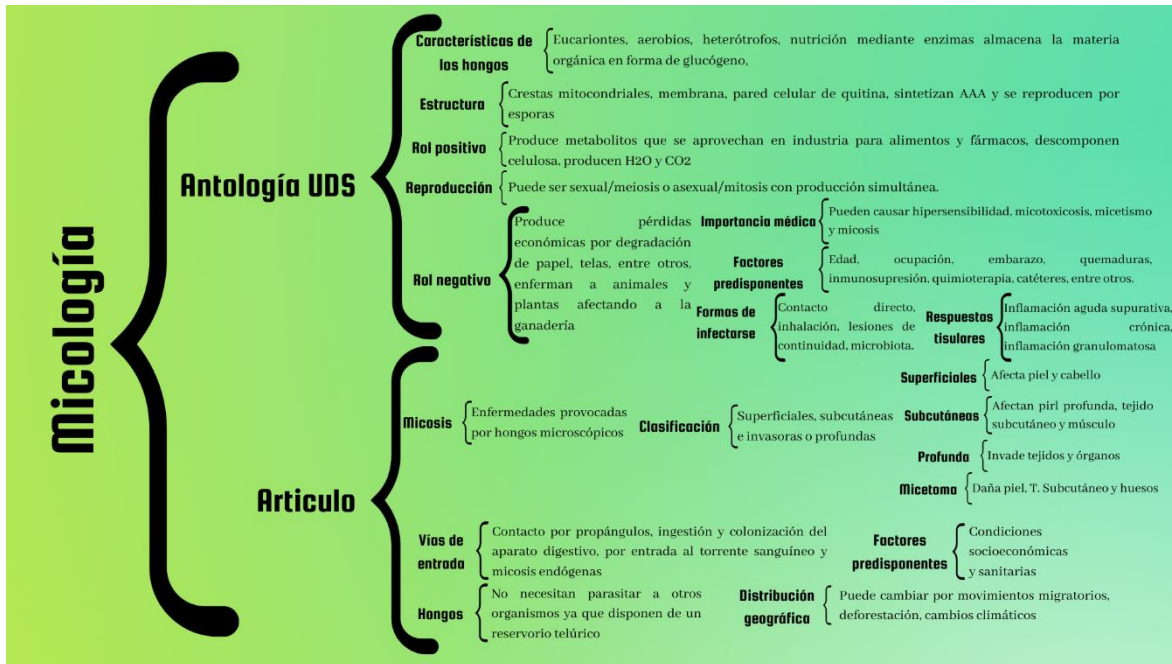 Micología
Antología UDS
Características de
los hongos
Eucariontes, aerobios, heterótrofos, nutrición mediante enzimas almacena la materia
orgánica en forma de glucógeno,
Estructura
Crestas mitocondriales, membrana, pared celular de quitina, sintetizan AAA y se reproducen por
esporas
Rol positivo
Produce metabolitos que se aprovechan en industria para alimentos y fármacos, descomponen
celulosa, producen H2O y CO2
Reproducción
Puede ser sexual/meiosis o asexual/mitosis con producción simultánea.
Rol negativo
Produce pérdidas
económicas por degradación
de papel, telas, entre otros,
enferman a animales y
plantas afectando a la
ganadería
Importancia médica
Pueden causar hipersensibilidad, micotoxicosis, micetismo
y micosis
Factores
predisponentes
Edad, ocupación, embarazo, quemaduras,
inmunosupresión, quimioterapia, catéteres, entre otros.
Formas de
infectarse
Contacto directo,
inhalación, lesiones de
continuidad, microbiota.
Respuestas
tisulares
Inflamación aguda supurativa,
inflamación crónica,
inflamación granulomatosa
Articulo
Micosis
Enfermedades provocadas
por hongos microscópicos
Clasificación
Superficiales, subcutáneas
e invasoras o profundas
Superficiales
Afecta piel y cabello
Subcutáneas
Afectan pirl profunda, tejido
subcutáneo y músculo
Profunda
Invade tejidos y órganos
Micetoma
Daña piel, T. Subcutáneo y huesos
Vías de
entrada
Contacto por propángulos, ingestión y colonización del
aparato digestivo, por entrada al torrente sanguíneo y
micosis endógenas
Factores
predisponentes
Condiciones
socioeconómicas
y sanitarias
Hongos
No necesitan parasitar a otros
organismos ya que disponen de un
reservorio telúrico
Distribución
geográfica
Puede cambiar por movimientos migratorios,
deforestación, cambios climáticos